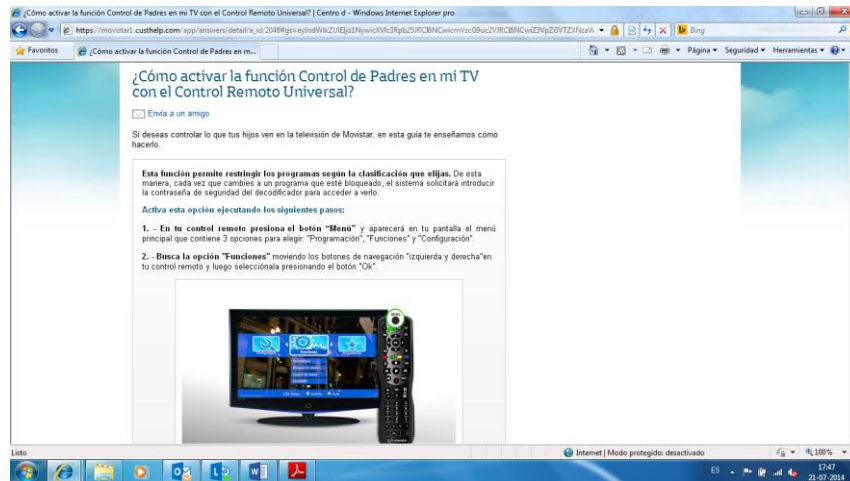 ¿Cómo activar la función Control de Padres en mi TV con el Control Remoto Universal? | Centro d - Windows Internet Explorer pro
Favoritos
¿Cómo activar la función Control de Padres en m...
Bing
Página
Seguridad
Herramientas
¿Cómo activar la función Control de Padres en mi TV
con el Control Remoto Universal?
Envía a un amigo
Si deseas controlar lo que tus hijos ven en la televisión de Movistar, en esta guía te enseñamos cómo
hacerlo.
Esta función permite restringir los programas según la clasificación que elijas. De esta
manera, cada vez que cambies a un programa que esté bloqueado, el sistema solicitará introducir
la contraseña de seguridad del decodificador para acceder a verlo.
Activa esta opción ejecutando los siguientes pasos:
1. - En tu control remoto presiona el botón "Menú" y aparecerá en tu pantalla el menú
principal que contiene 3 opciones para elegir: "Programación", "Funciones" y "Configuración".
2. - Busca la opción "Funciones" moviendo los botones de navegación "izquierda y derecha"en
tu control remoto y luego selecciónala presionando el botón "Ok".
MENU
Configuración
Funciones
Programación
Listo
Internet | Modo protegido: desactivado
100%
ES
17:47
21-07-2014